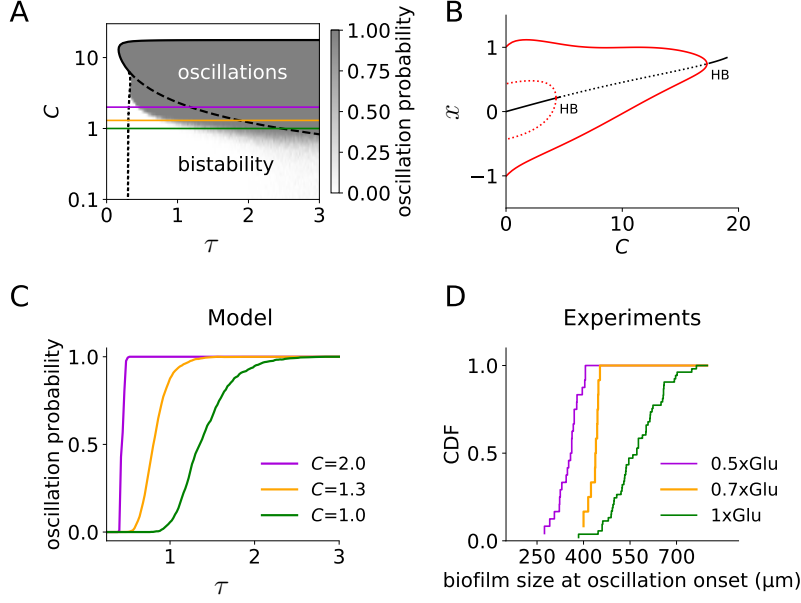 A
C
10
1
0.1
0
1
2
3
τ
oscillations
bistability
1.00
0.75
0.50
0.25
0.00
oscillation probability
B
x
1
0
−1
0
10
20
C
HB
HB
C
Model
oscillation probability
1.0
0.5
0.0
1
2
3
τ
C=2.0
C=1.3
C=1.0
D
Experiments
CDF
1.0
0.5
0.0
250
400
550
700
biofilm size at oscillation onset (μm)
0.5xGlu
0.7xGlu
1xGlu